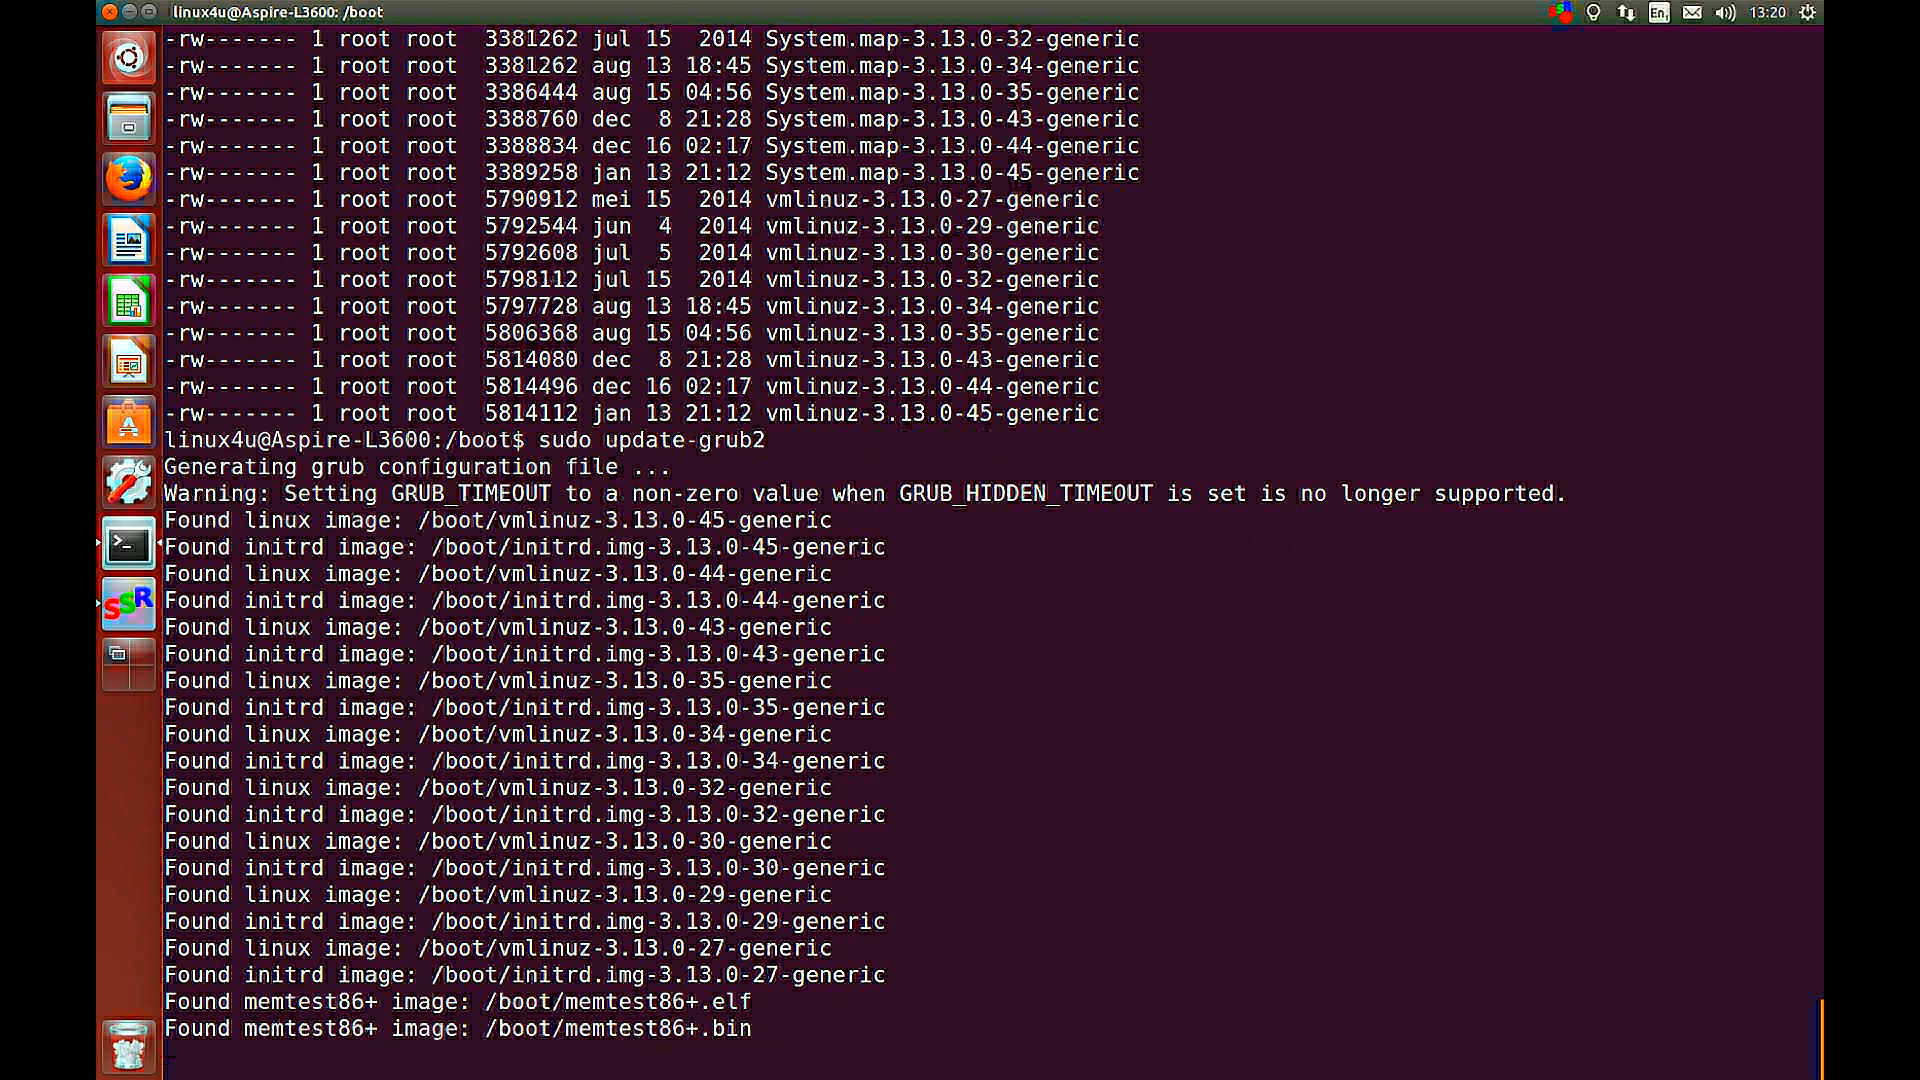 linux4u@Aspire-L3600: /boot
En
13:20
-rw------- 1 root root  3381262 jul 15  2014 System.map-3.13.0-32-generic
-rw------- 1 root root  3381262 aug 13 18:45 System.map-3.13.0-34-generic
-rw------- 1 root root  3386444 aug 15 04:56 System.map-3.13.0-35-generic
-rw------- 1 root root  3388760 dec  8 21:28 System.map-3.13.0-43-generic
-rw------- 1 root root  3388834 dec 16 02:17 System.map-3.13.0-44-generic
-rw------- 1 root root  3389258 jan 13 21:12 System.map-3.13.0-45-generic
-rw------- 1 root root  5790912 mei 15  2014 vmlinuz-3.13.0-27-generic
-rw------- 1 root root  5792544 jun  4  2014 vmlinuz-3.13.0-29-generic
-rw------- 1 root root  5792608 jul  5  2014 vmlinuz-3.13.0-30-generic
-rw------- 1 root root  5798112 jul 15  2014 vmlinuz-3.13.0-32-generic
-rw------- 1 root root  5797728 aug 13 18:45 vmlinuz-3.13.0-34-generic
-rw------- 1 root root  5806368 aug 15 04:56 vmlinuz-3.13.0-35-generic
-rw------- 1 root root  5814080 dec  8 21:28 vmlinuz-3.13.0-43-generic
-rw------- 1 root root  5814496 dec 16 02:17 vmlinuz-3.13.0-44-generic
-rw------- 1 root root  5814112 jan 13 21:12 vmlinuz-3.13.0-45-generic
linux4u@Aspire-L3600:/boot$ sudo update-grub2
Generating grub configuration file ...
Warning: Setting GRUB_TIMEOUT to a non-zero value when GRUB_HIDDEN_TIMEOUT is set is no longer supported.
Found linux image: /boot/vmlinuz-3.13.0-45-generic
Found initrd image: /boot/initrd.img-3.13.0-45-generic
Found linux image: /boot/vmlinuz-3.13.0-44-generic
Found initrd image: /boot/initrd.img-3.13.0-44-generic
Found linux image: /boot/vmlinuz-3.13.0-43-generic
Found initrd image: /boot/initrd.img-3.13.0-43-generic
Found linux image: /boot/vmlinuz-3.13.0-35-generic
Found initrd image: /boot/initrd.img-3.13.0-35-generic
Found linux image: /boot/vmlinuz-3.13.0-34-generic
Found initrd image: /boot/initrd.img-3.13.0-34-generic
Found linux image: /boot/vmlinuz-3.13.0-32-generic
Found initrd image: /boot/initrd.img-3.13.0-32-generic
Found linux image: /boot/vmlinuz-3.13.0-30-generic
Found initrd image: /boot/initrd.img-3.13.0-30-generic
Found linux image: /boot/vmlinuz-3.13.0-29-generic
Found initrd image: /boot/initrd.img-3.13.0-29-generic
Found linux image: /boot/vmlinuz-3.13.0-27-generic
Found initrd image: /boot/initrd.img-3.13.0-27-generic
Found memtest86+ image: /boot/memtest86+.elf
Found memtest86+ image: /boot/memtest86+.bin
SSR